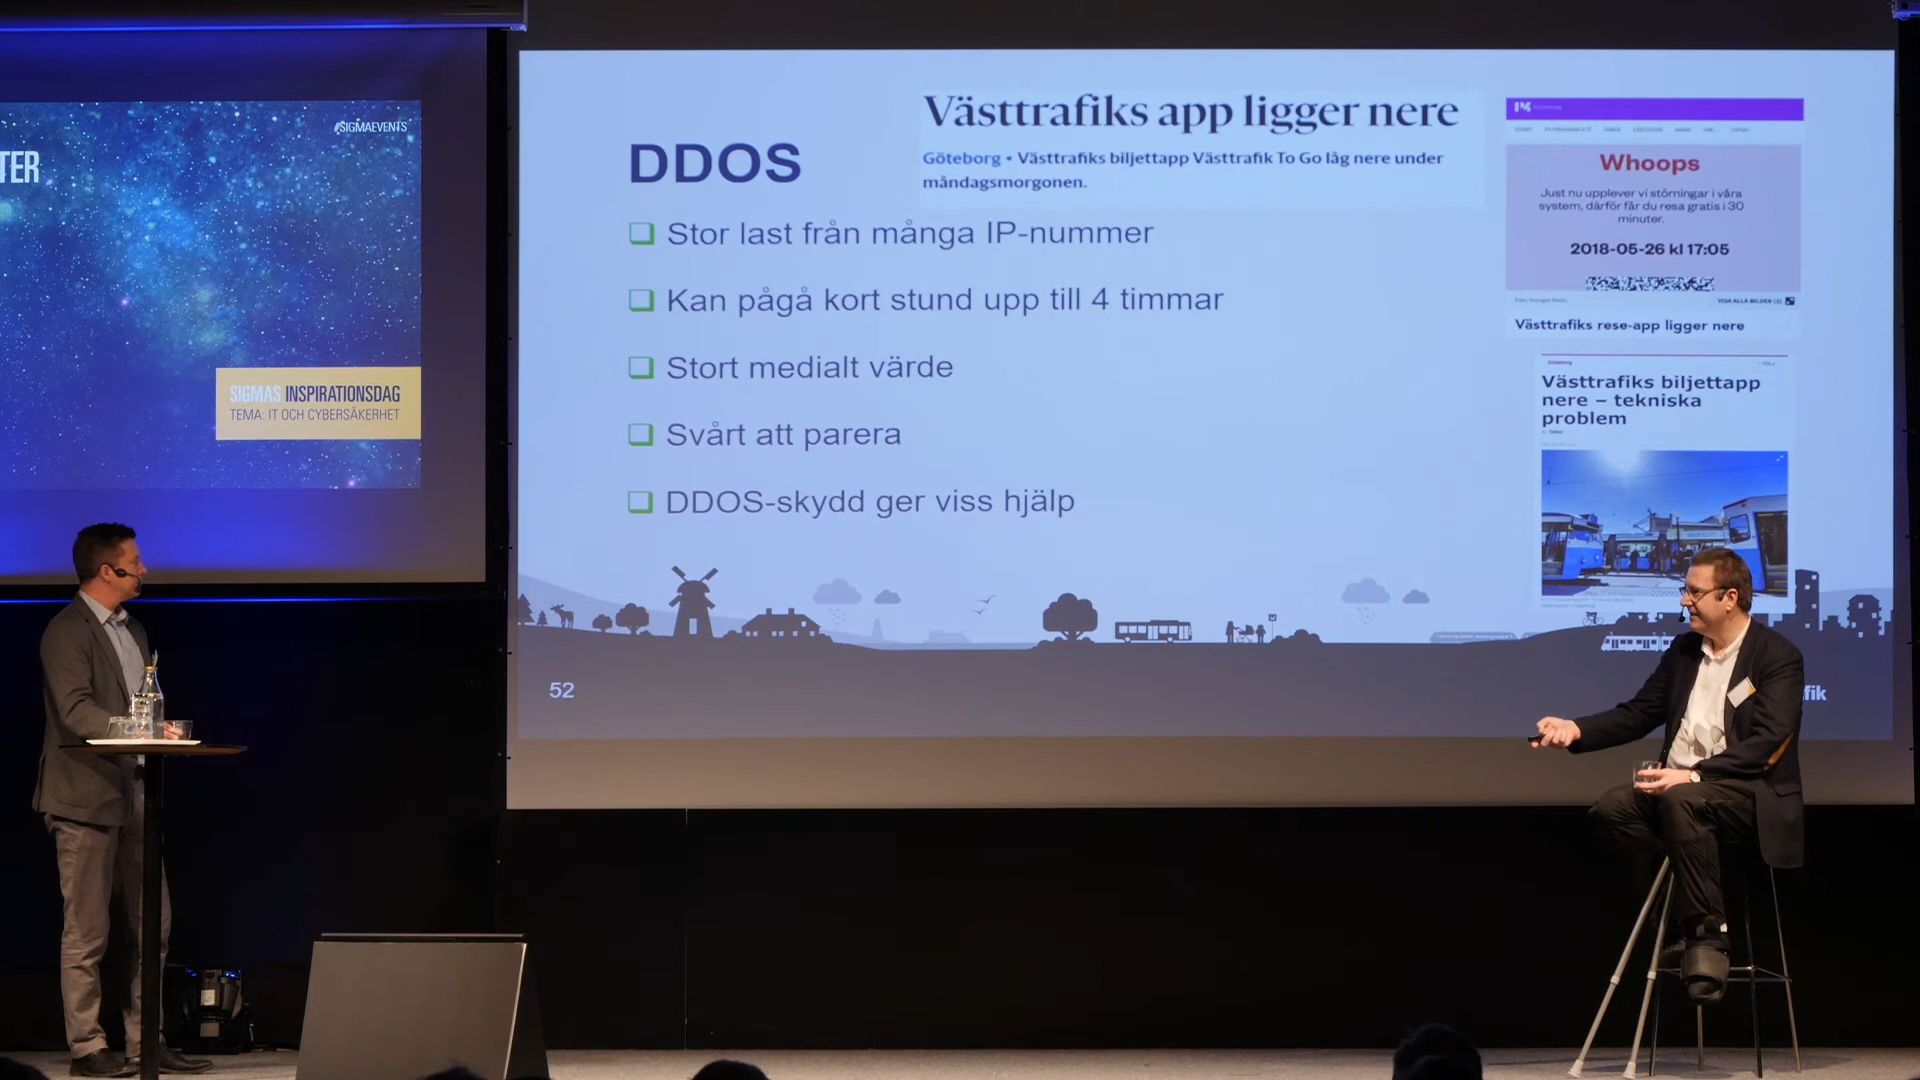 #SIGMAEVENTS
TER
SIGMAS INSPIRATIONSDAG
TEMA: IT OCH CYBERSÄKERHET
Västtrafiks app ligger nere
Göteborg • Västtrafiks biljettapp Västtrafik To Go låg nere under
måndagsmorgonen.
DDOS
Stor last från många IP-nummer
Kan pågå kort stund upp till 4 timmar
Stort medialt värde
Svårt att parera
DDOS-skydd ger viss hjälp
52
Whoops
Just nu upplever vi störningar i våra
system, därför får du resa gratis i 30
minuter.
2018-05-26 kl 17:05
VISA ALLA BILDER
Västtrafiks rese-app ligger nere
Göteborg
Västtrafiks biljettapp
nere – tekniska
problem
fik